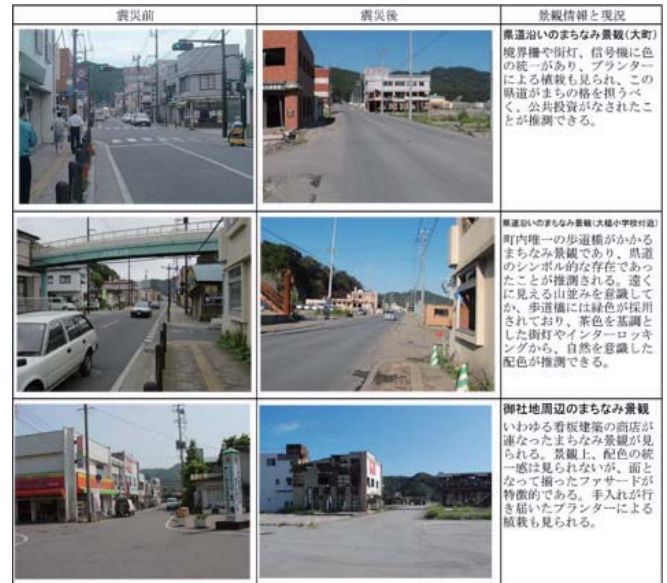 震災前
震災後
景観情報と現況
県道沿いのまちなみ景観(大町)
境界柵や街灯、信号機に色
の統一があり、プランター
による植栽も見られ、この
県道がまちの格を担うべ
く、公共投資がなされたこ
とが推測できる。
県道沿いのまちなみ景観(大槌小学校付近)
町内唯一の歩道橋がかかる
まちなみ景観であり、県道
のシンボル的な存在であっ
たことが推測される。遠く
に見える山並みを意識して
か、歩道橋には緑色が採用
されており、茶色を基調と
した街灯やインターロッキ
ングから、自然を意識した
配色が推測できる。
御社地周辺のまちなみ景観
いわゆる看板建築の商店が
連なったまちなみ景観が見
られる。景観上、配色の統
一感は見られないが、面と
なって揃ったファサードが
特徴的である。手入れが行
き届いたプランターによる
植栽も見られる。